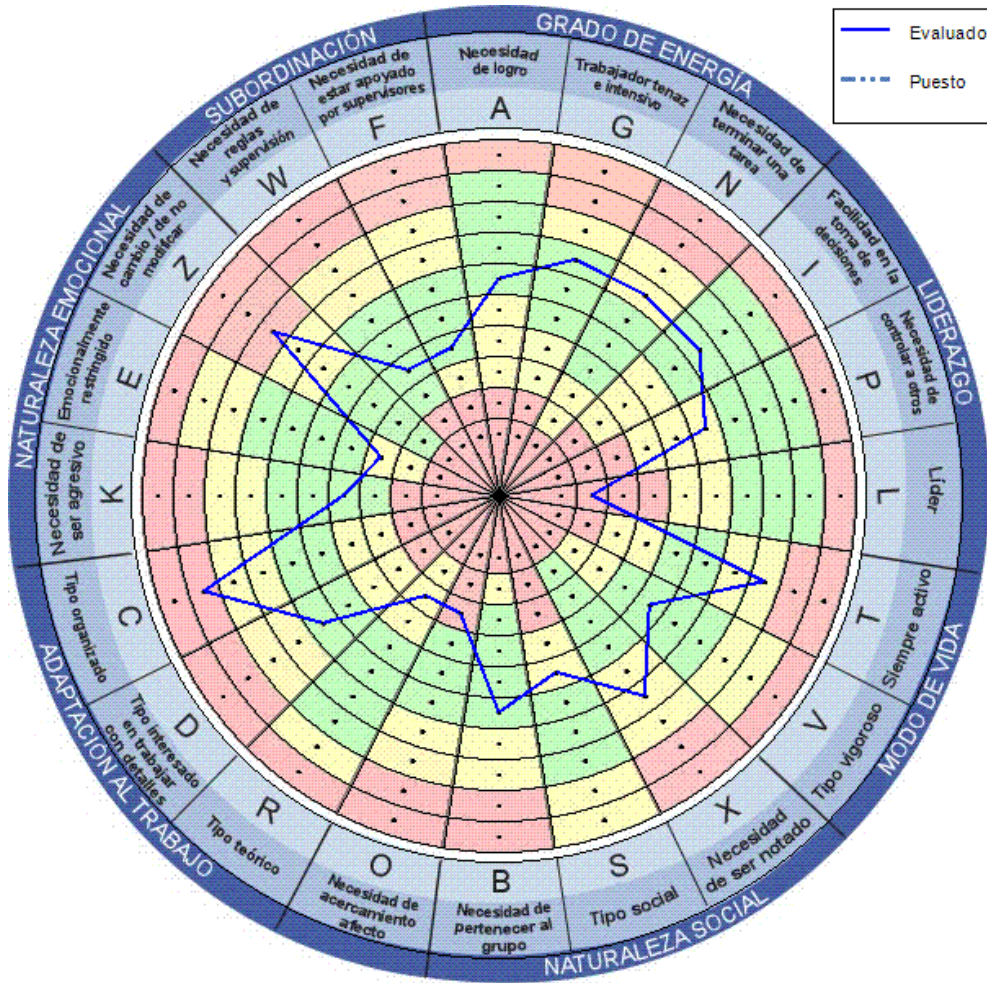 Evaluado
Puesto
GRADO DE ENERGÍA
Necesidad
de logro
A
Trabajador tenaz
e intensivo
G
Necesidad de
terminar una
tarea
N
LIDERAZGO
Facilidad en la
toma de
decisiones
I
Necesidad de
controlar a otros
P
Líder
L
MODO DE VIDA
Siempre activo
T
Tipo vigoroso
V
NATURALEZA SOCIAL
Necesidad
de ser notado
X
Tipo social
S
Necesidad de
pertenecer al
grupo
B
Necesidad de
acercamiento
afecto
O
ADAPTACION AL TRABAJO
Tipo teórico
R
Tipo interesado
en trabajar
con detalles
D
Tipo organizado
C
NATURALEZA EMOCIONAL
Necesidad de
ser agresivo
K
Emocionalmente
restringido
E
Necesidad de
cambio / de no
modifcar
Z
SUBORDINACIÓN
Necesidad de
reglas
y supervisión
W
Necesidad de
estar apoyado
por supervisores
F